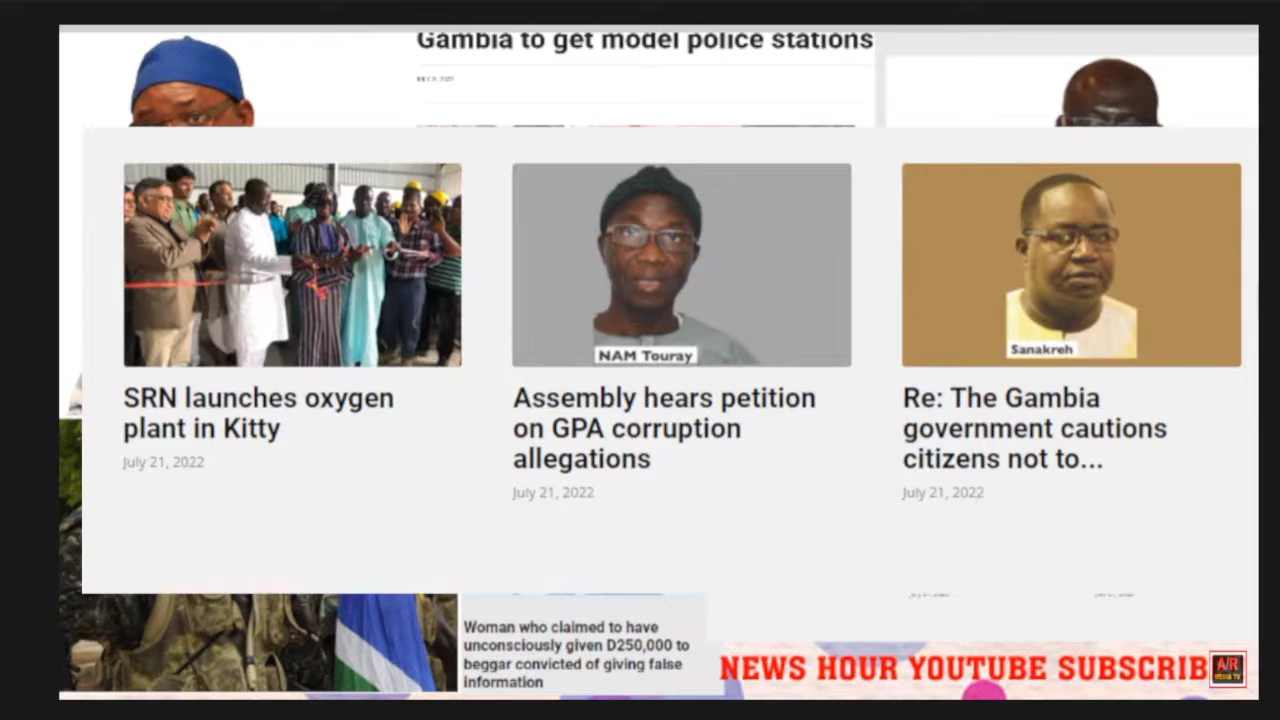 Gambia to get model police stations
NAM Touray
Sanakreh
SRN launches oxygen
plant in Kitty
July 21, 2022
Assembly hears petition
on GPA corruption
allegations
July 21, 2022
Re: The Gambia
government cautions
citizens not to...
July 21, 2022
Woman who claimed to have
unconsciously given D250,000 to
beggar convicted of giving false
information
NEWS HOUR YOUTUBE SUBSCRIB
A/R
MEDIA TV